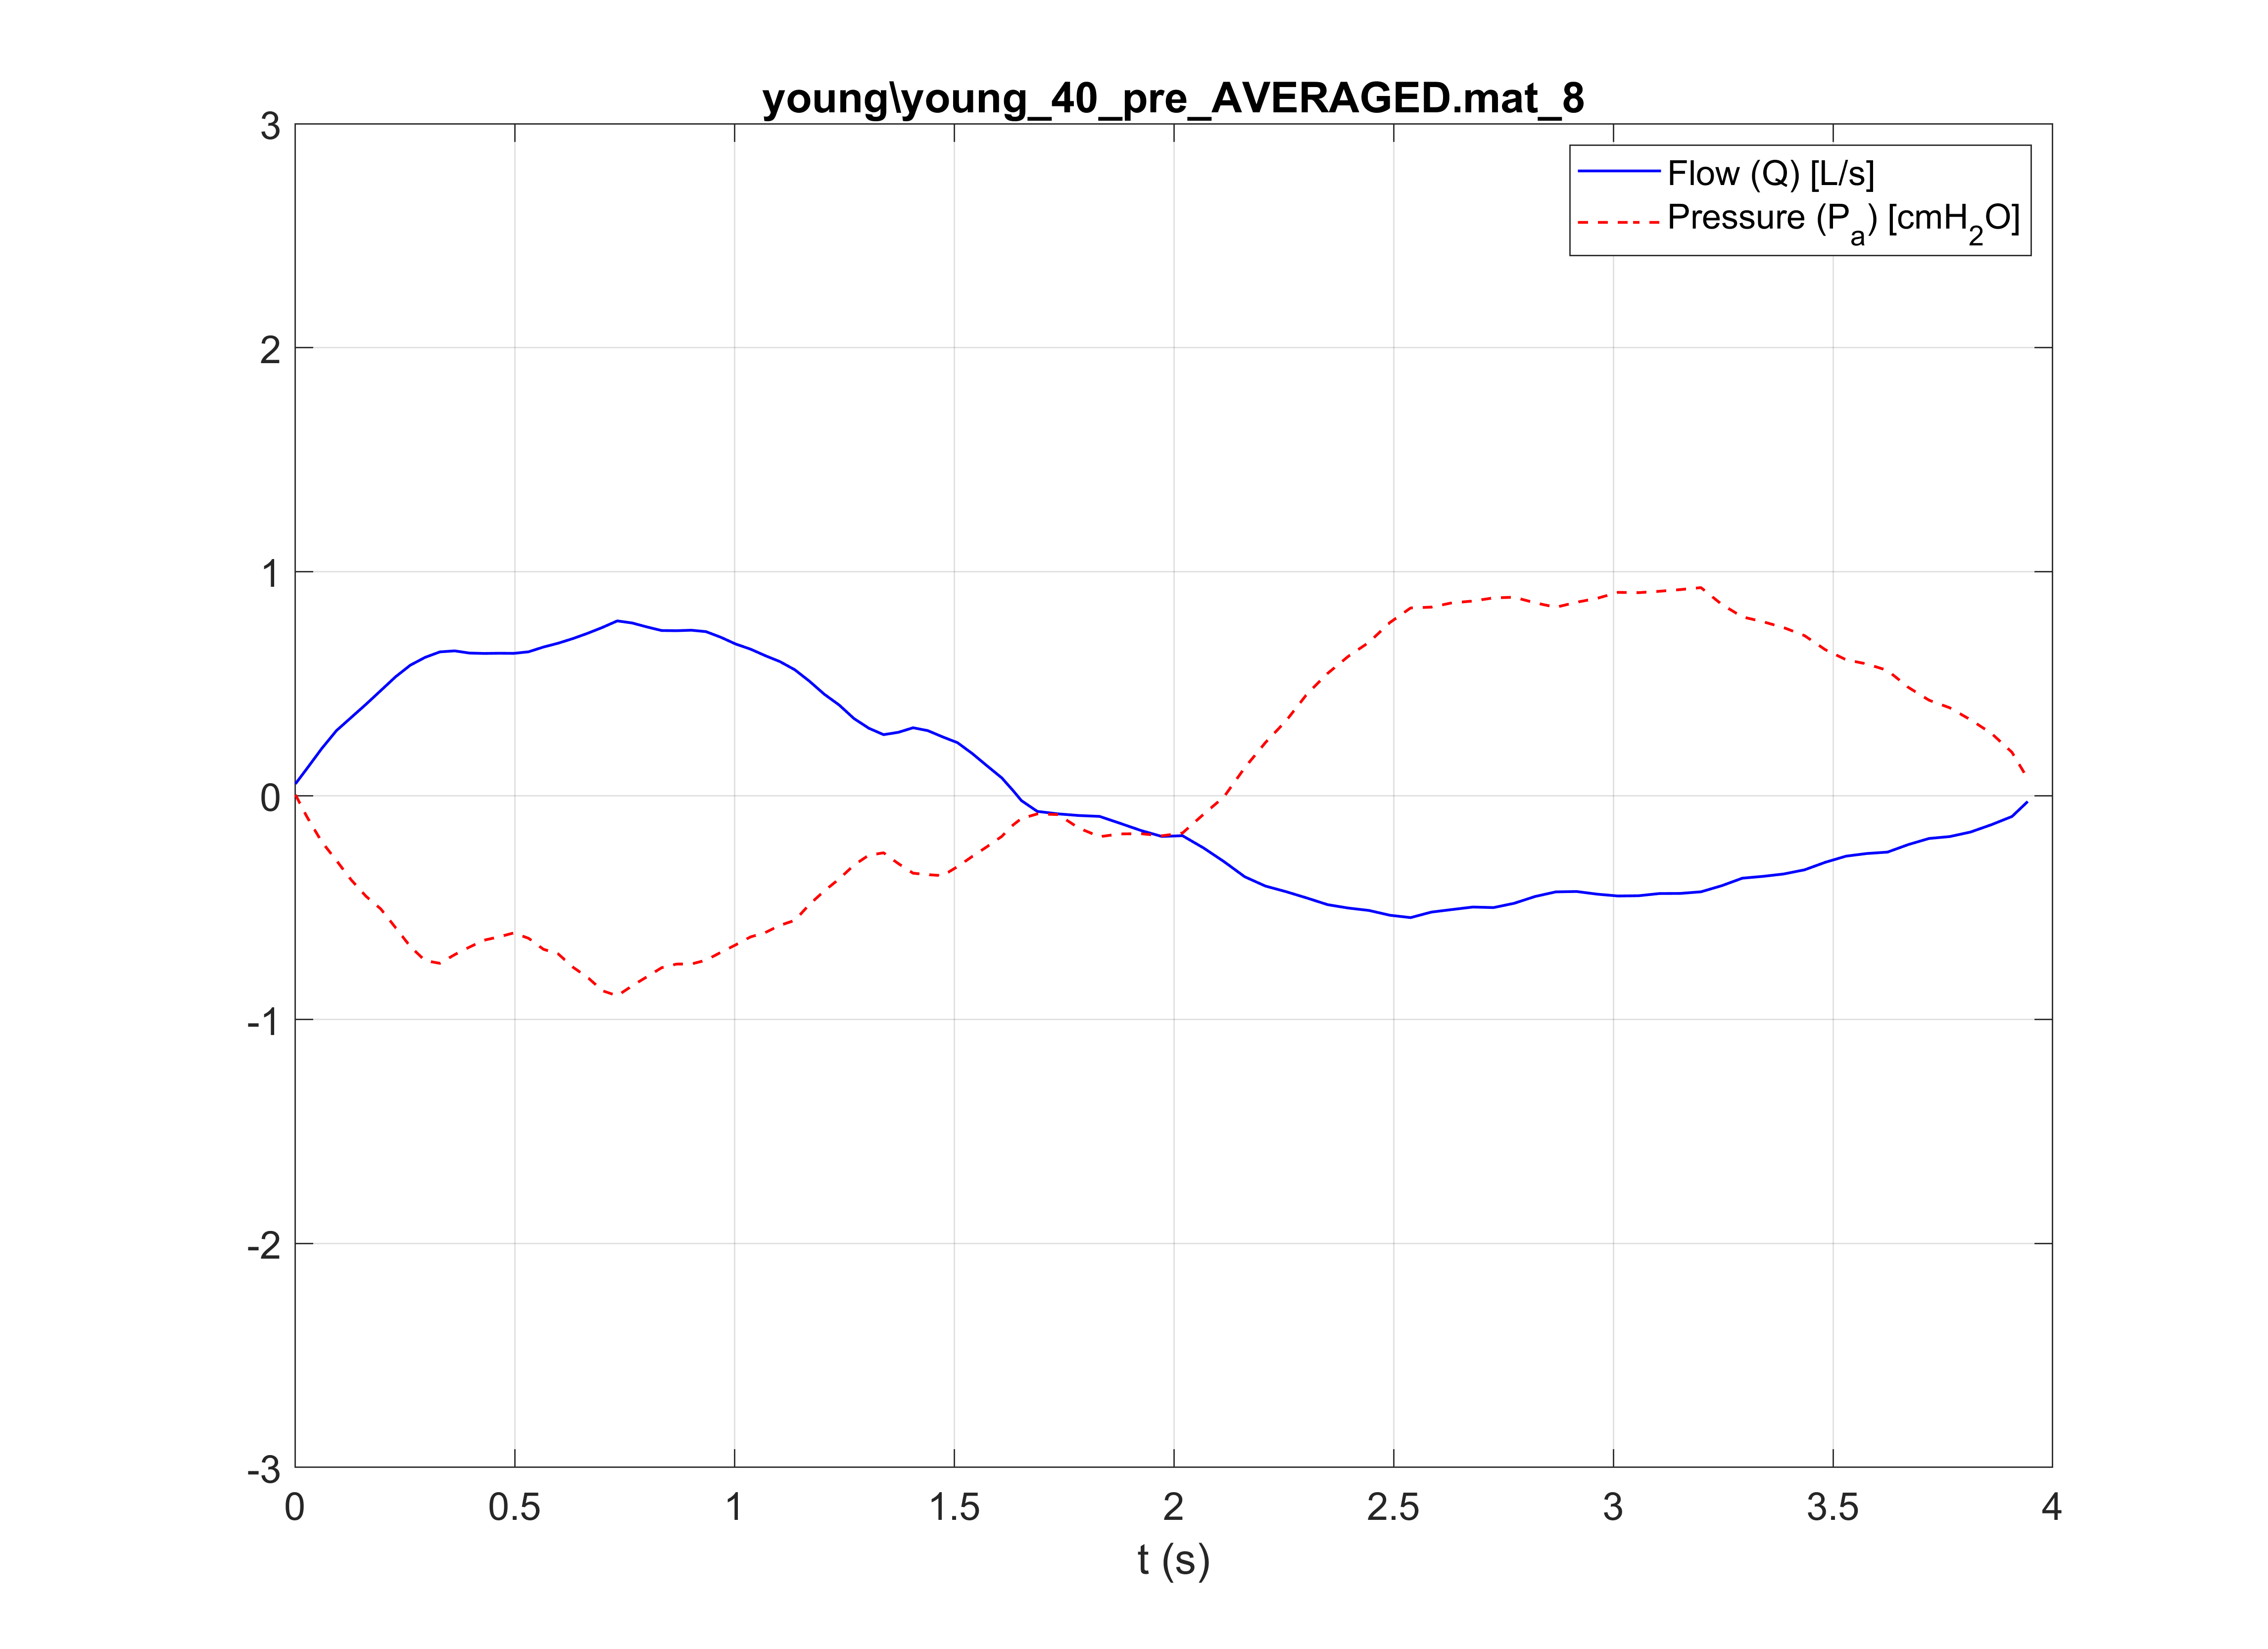 young\young_40_pre_AVERAGED.mat_8
Flow (Q) [L/s]
Pressure (Pa) [cmH2O]
3
2
1
0
-1
-2
-3
0 0.5 1 1.5 2 2.5 3 3.5 4
t (s)